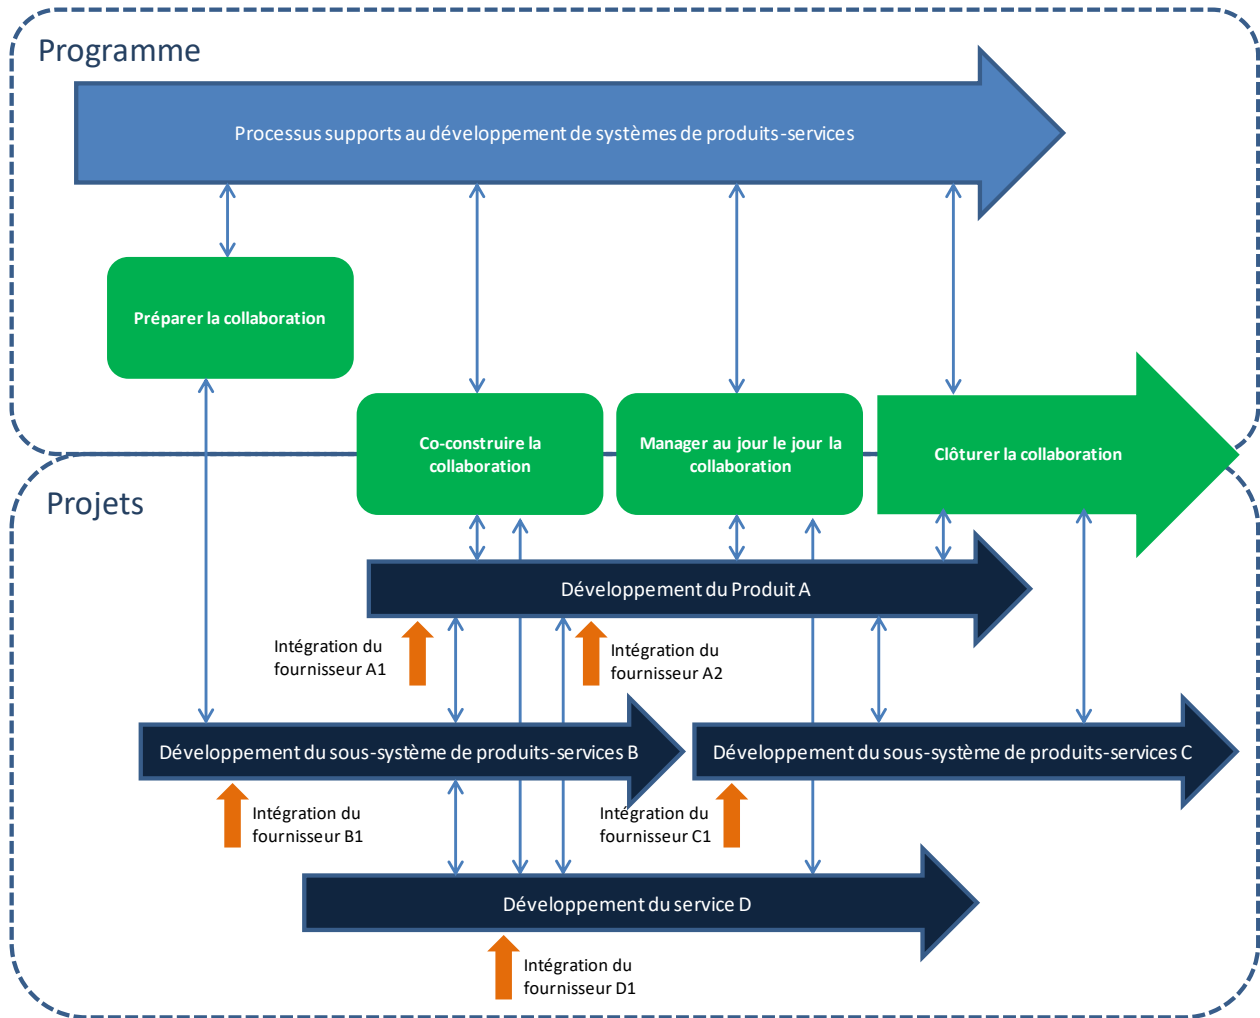 Programme
Processus supports au développement de systèmes de produits-services
Préparer la collaboration
Co-construire la
collaboration
Manager au jour le jour la
collaboration
Clôturer la collaboration
Projets
Développement du Produit A
Intégration du
fournisseur A1
Intégration du
fournisseur A2
Développement du sous-système de produits-services B
Développement du sous-système de produits-services C
Intégration du
fournisseur B1
Intégration du
fournisseur C1
Développement du service D
Intégration du
fournisseur D1